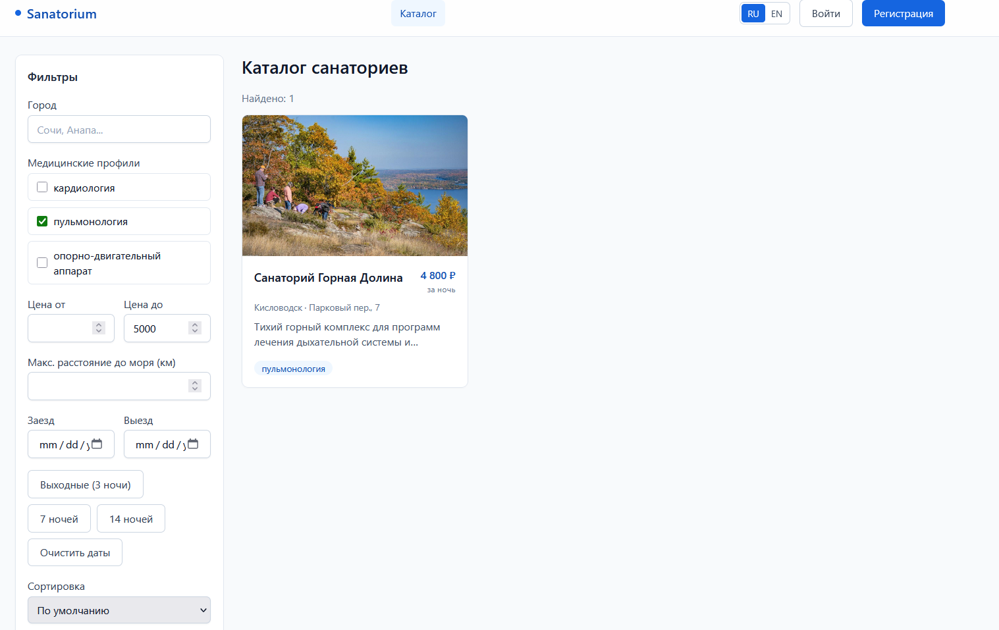 Sanatorium
Каталог
RU EN
Войти
Регистрация
Фильтры
Город
Сочи, Анапа...
Медицинские профили
кардиология
пульмонология
опорно-двигательный
аппарат
Цена от Цена до
5000
Макс. расстояние до моря (км)
Заезд Выезд
mm / dd / mm / dd /
Выходные (3 ночи)
7 ночей 14 ночей
Очистить даты
Сортировка
По умолчанию
Каталог санаториев
Найдено: 1
Санаторий Горная Долина 4 800 ₽
за ночь
Кисловодск · Парковый пер., 7
Тихий горный комплекс для программ
лечения дыхательной системы и...
пульмонология